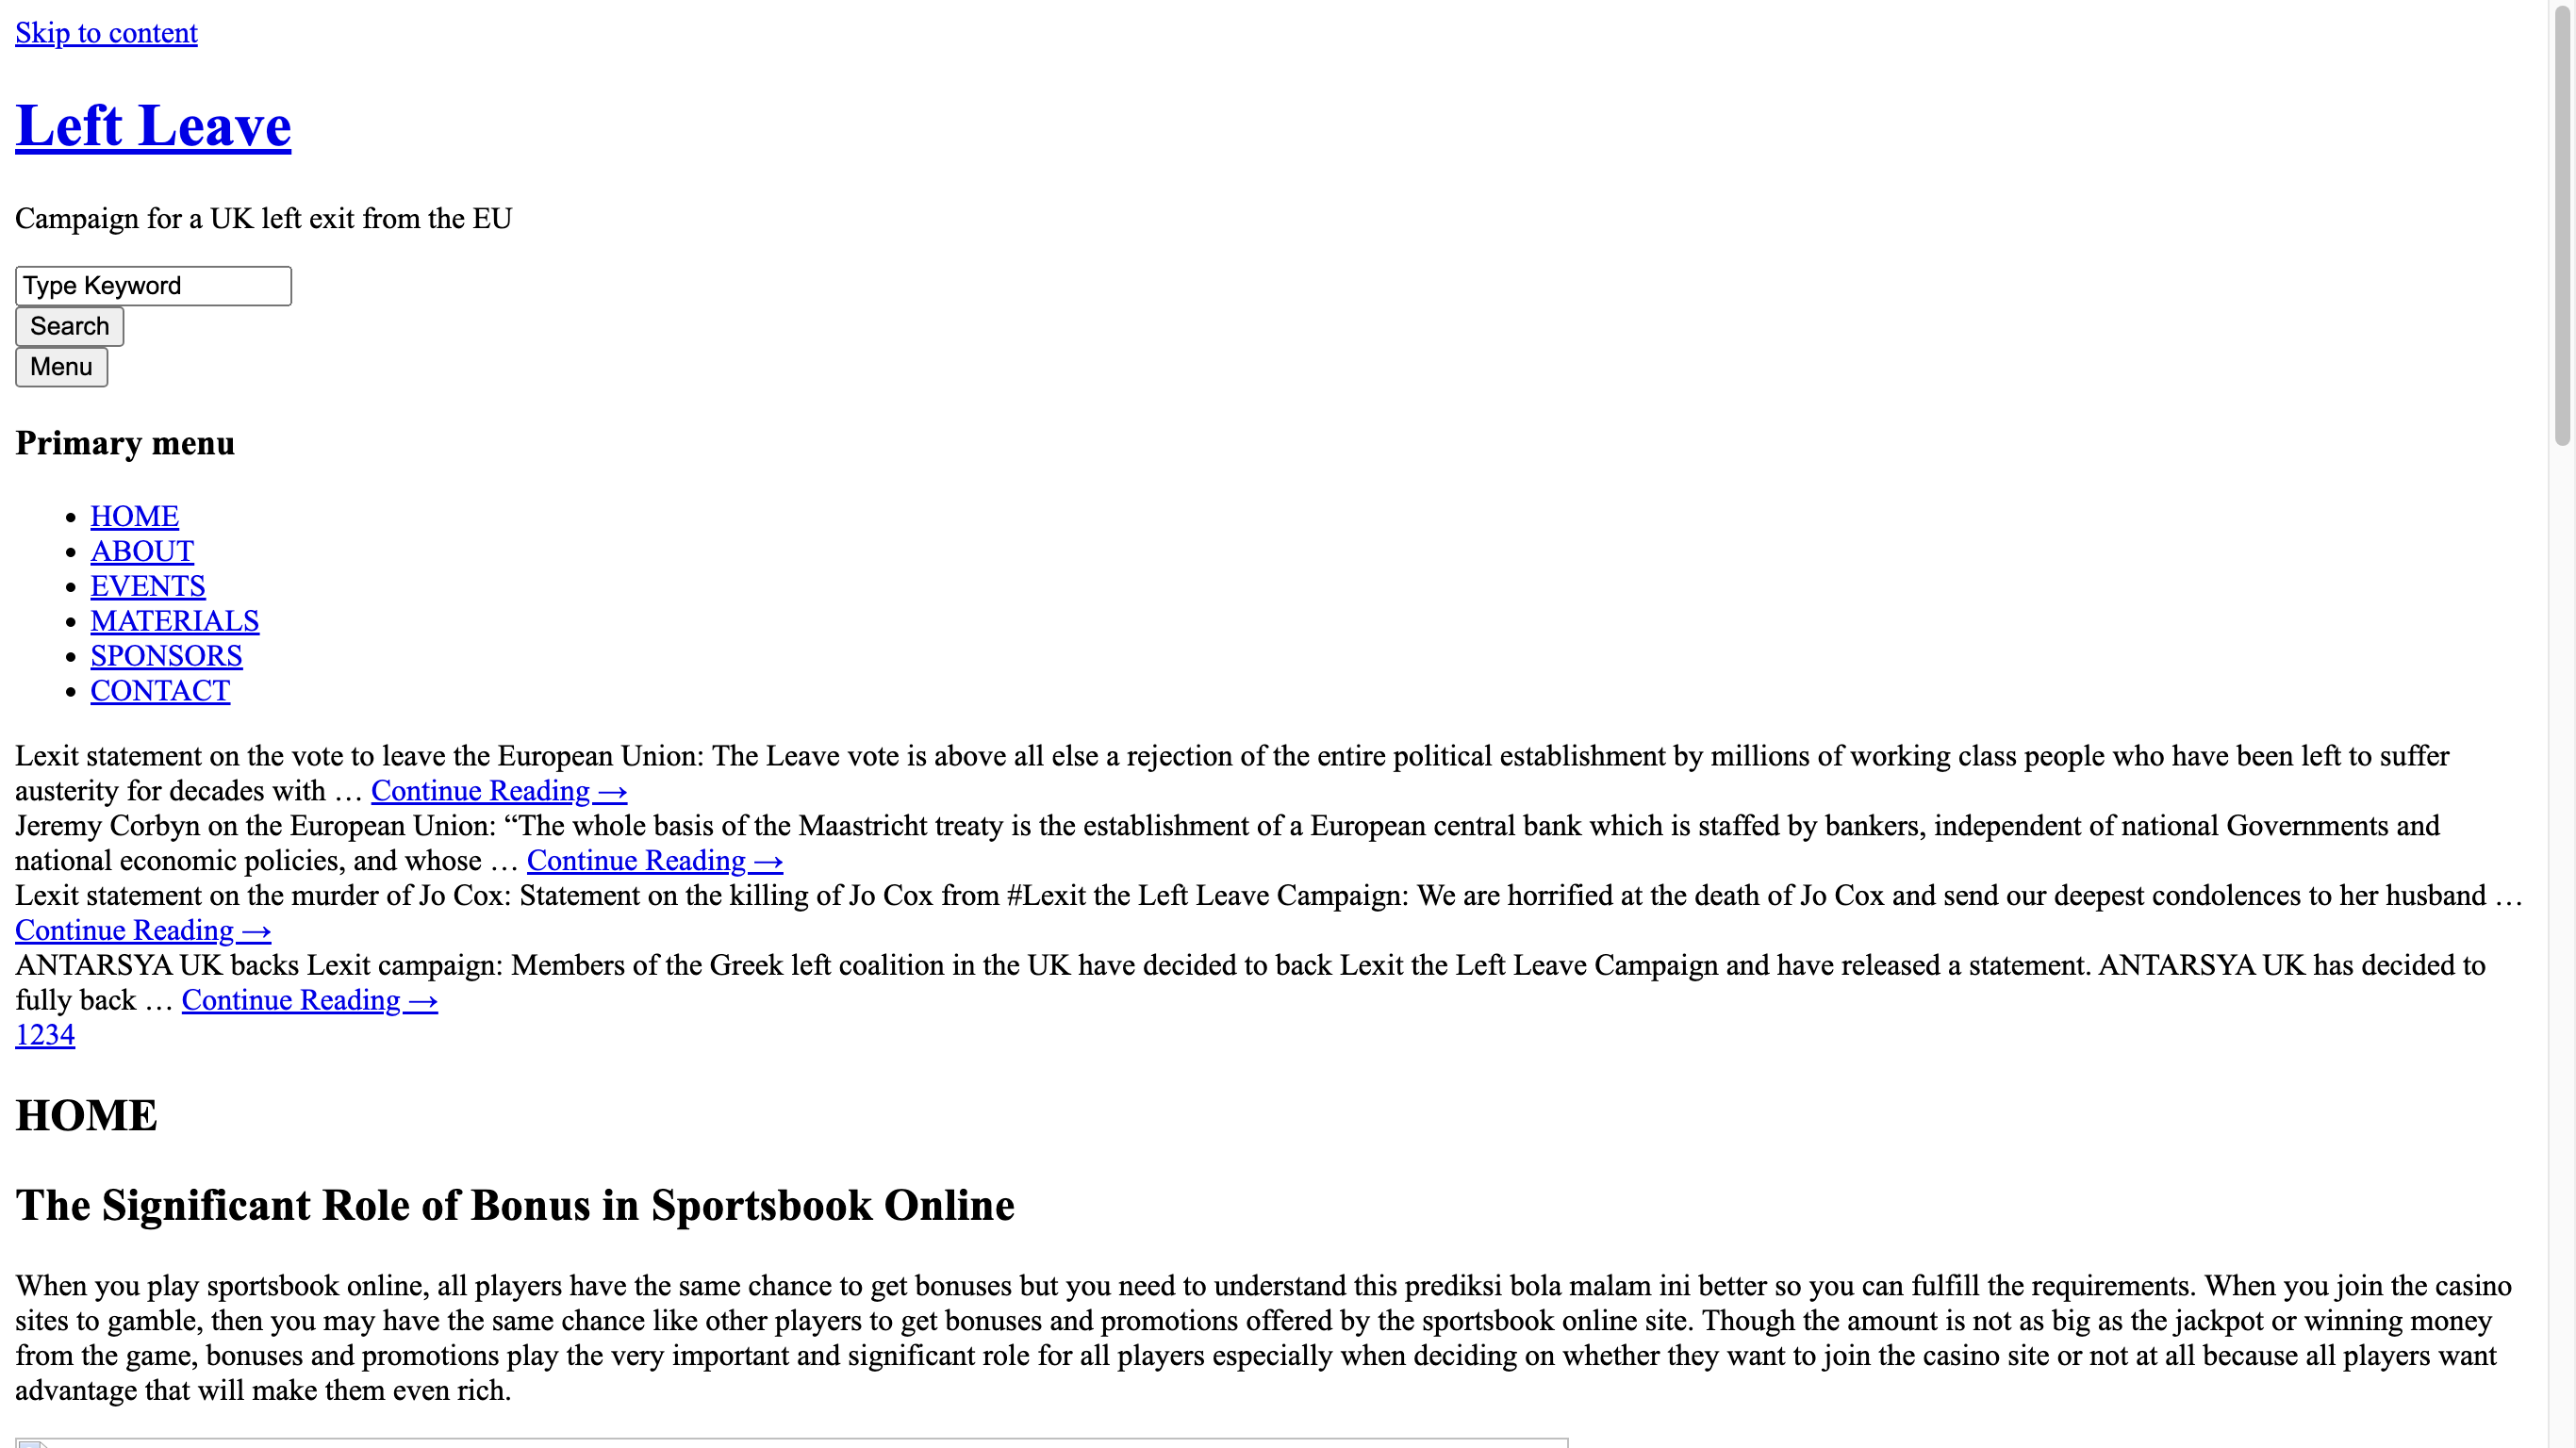 Skip to content
Left Leave
Campaign for a UK left exit from the EU
Type Keyword
Search
Menu
Primary menu
• HOME
• ABOUT
• EVENTS
• MATERIALS
• SPONSORS
• CONTACT
Lexit statement on the vote to leave the European Union: The Leave vote is above all else a rejection of the entire political establishment by millions of working class people who have been left to suffer
austerity for decades with … Continue Reading →
Jeremy Corbyn on the European Union: “The whole basis of the Maastricht treaty is the establishment of a European central bank which is staffed by bankers, independent of national Governments and
national economic policies, and whose … Continue Reading →
Lexit statement on the murder of Jo Cox: Statement on the killing of Jo Cox from #Lexit the Left Leave Campaign: We are horrified at the death of Jo Cox and send our deepest condolences to her husband …
Continue Reading →
ANTARSYA UK backs Lexit campaign: Members of the Greek left coalition in the UK have decided to back Lexit the Left Leave Campaign and have released a statement. ANTARSYA UK has decided to
fully back … Continue Reading →
1234
HOME
The Significant Role of Bonus in Sportsbook Online
When you play sportsbook online, all players have the same chance to get bonuses but you need to understand this prediksi bola malam ini better so you can fulfill the requirements. When you join the casino
sites to gamble, then you may have the same chance like other players to get bonuses and promotions offered by the sportsbook online site. Though the amount is not as big as the jackpot or winning money
from the game, bonuses and promotions play the very important and significant role for all players especially when deciding on whether they want to join the casino site or not at all because all players want
advantage that will make them even rich.